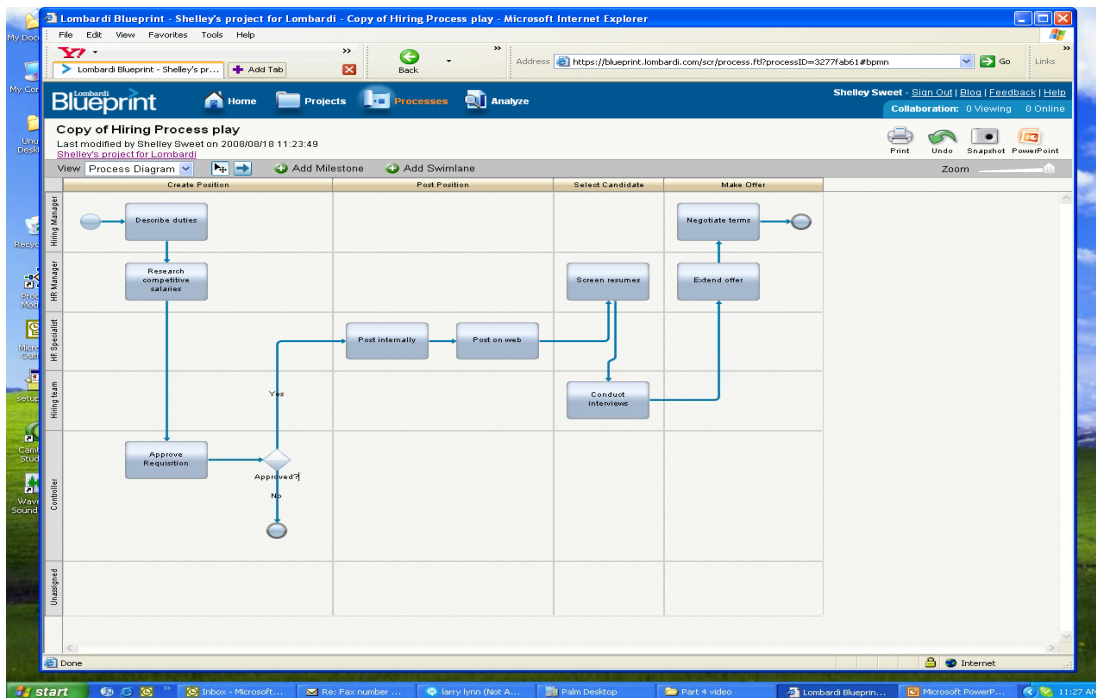 Lombardi Blueprint - Shelley's project for Lombardi - Copy of Hiring Process play - Microsoft Internet Explorer
File Edit View Favorites Tools Help
Y! Back Address https://blueprint.lombardi.com/scr/process.ftl?processID=3277fab61#bpmn Go Links
Lombardi Blueprint - Shelley's pr... Add Tab
Lombardi
Blueprint Home Projects Processes Analyze
Shelley Sweet - Sign Out | Blog | Feedback | Help
Collaboration: 0 Viewing 0 Online
Copy of Hiring Process play
Last modified by Shelley Sweet on 2008/08/18 11:23:49
Shelley's project for Lombardi
Print Undo Snapshot PowerPoint
View Process Diagram Add Milestone Add Swimlane Zoom
Create Position Post Position Select Candidate Make Offer
Hiring Manager
Describe duties
Negotiate terms
HR Manager
Research
competitive
salaries
Screen resumes
Extend offer
HR Specialist
Post internally
Post on web
Hiring team
Yes
Conduct
interviews
Controller
Approve
Requisition
Approved?
No
Unassigned
Done Internet
start Inbox - Microsoft... Re: Fax number ... larry lynn (Not A... Palm Desktop Part 4 video Lombardi Blueprin... Microsoft PowerP... 11:27 AM